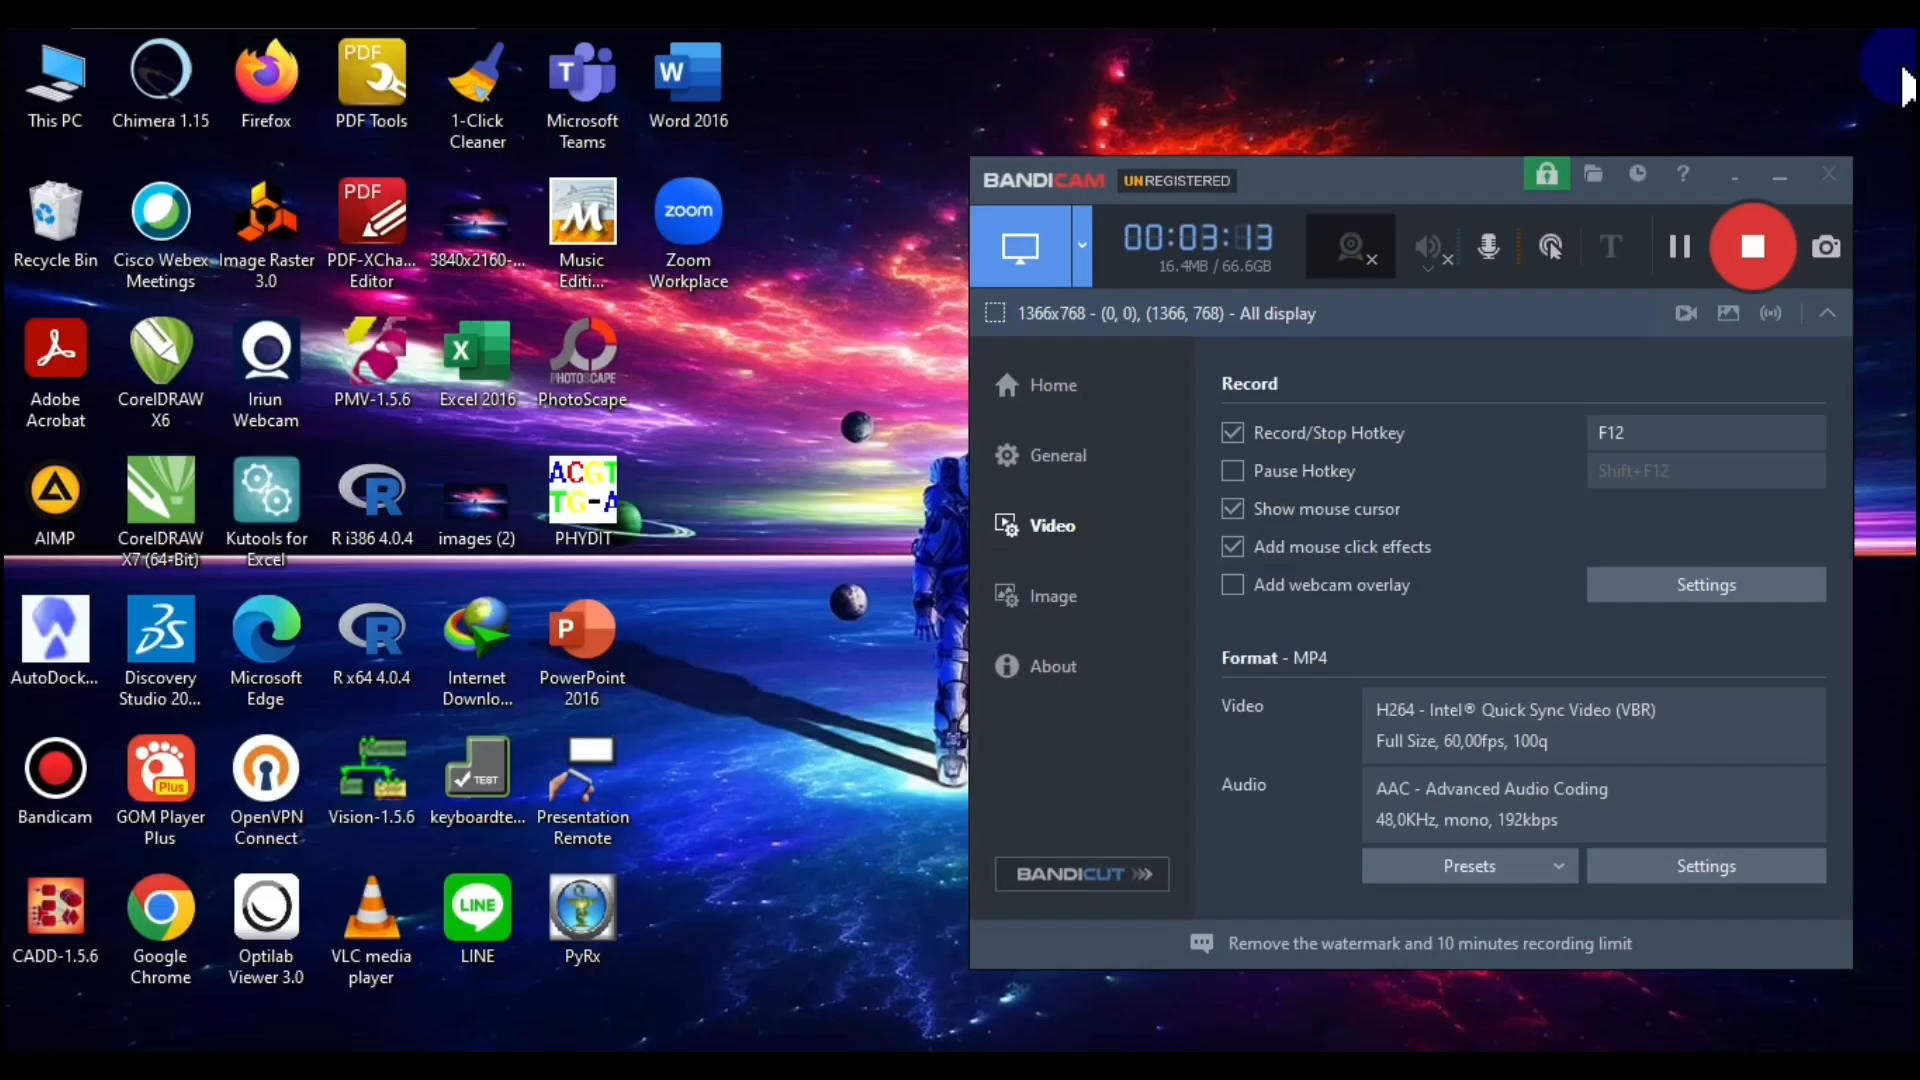 This PC
Chimera 1.15
Firefox
PDF
PDF Tools
1-Click
Cleaner
T
Microsoft
Teams
W
Word 2016
Recycle Bin
Cisco Webex
Meetings
Image Raster
3.0
PDF
PDF-XCha...
Editor
3840x2160-...
M
Music
Editi...
zoom
Zoom
Workplace
Adobe
Acrobat
CorelDRAW
X6
Iriun
Webcam
PMV-1.5.6
X
Excel 2016
PHOTOSCAPE
PhotoScape
AIMP
CorelDRAW
X7 (64-Bit)
Kutools for
Excel
R
R i386 4.0.4
images (2)
ACGT
TG-A
PHYDIT
AutoDock...
Discovery
Studio 20...
Microsoft
Edge
R
R x64 4.0.4
Internet
Downlo...
P
PowerPoint
2016
Bandicam
Plus
GOM Player
Plus
OpenVPN
Connect
Vision-1.5.6
TEST
keyboardte...
Presentation
Remote
CADD-1.5.6
Google
Chrome
Optilab
Viewer 3.0
VLC media
player
LINE
LINE
PyRx
BANDICAM UNREGISTERED
00:03:13
16.4MB / 66.6GB
T
1366x768 - (0, 0), (1366, 768) - All display
Home
General
Video
Image
About
BANDICUT
Record
Record/Stop Hotkey F12
Pause Hotkey Shift+F12
Show mouse cursor
Add mouse click effects
Add webcam overlay Settings
Format - MP4
Video
H264 - Intel® Quick Sync Video (VBR)
Full Size, 60,00fps, 100q
Audio
AAC - Advanced Audio Coding
48,0KHz, mono, 192kbps
Presets Settings
Remove the watermark and 10 minutes recording limit